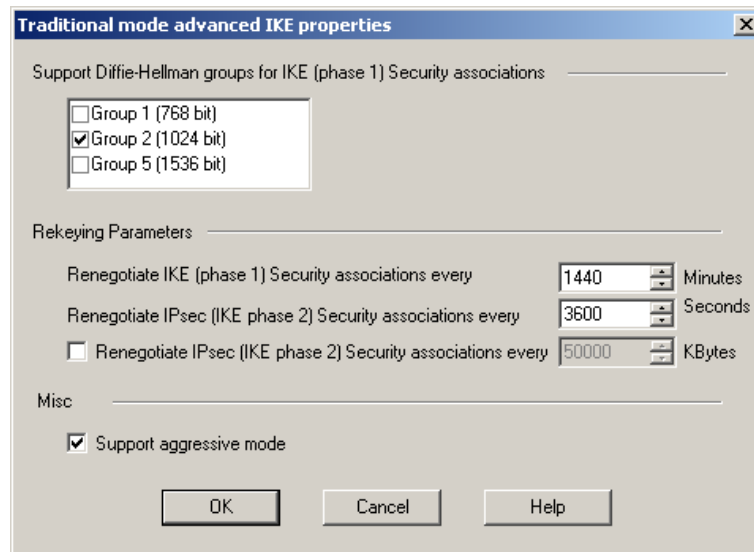 Traditional mode advanced IKE properties
Support Diffie-Hellman groups for IKE (phase 1) Security associations
Group 1 (768 bit)
Group 2 (1024 bit)
Group 5 (1536 bit)
Rekeying Parameters
Renegotiate IKE (phase 1) Security associations every 1440 Minutes
Renegotiate IPsec (IKE phase 2) Security associations every 3600 Seconds
Renegotiate IPsec (IKE phase 2) Security associations every 50000 KBytes
Misc
Support aggressive mode
OK Cancel Help